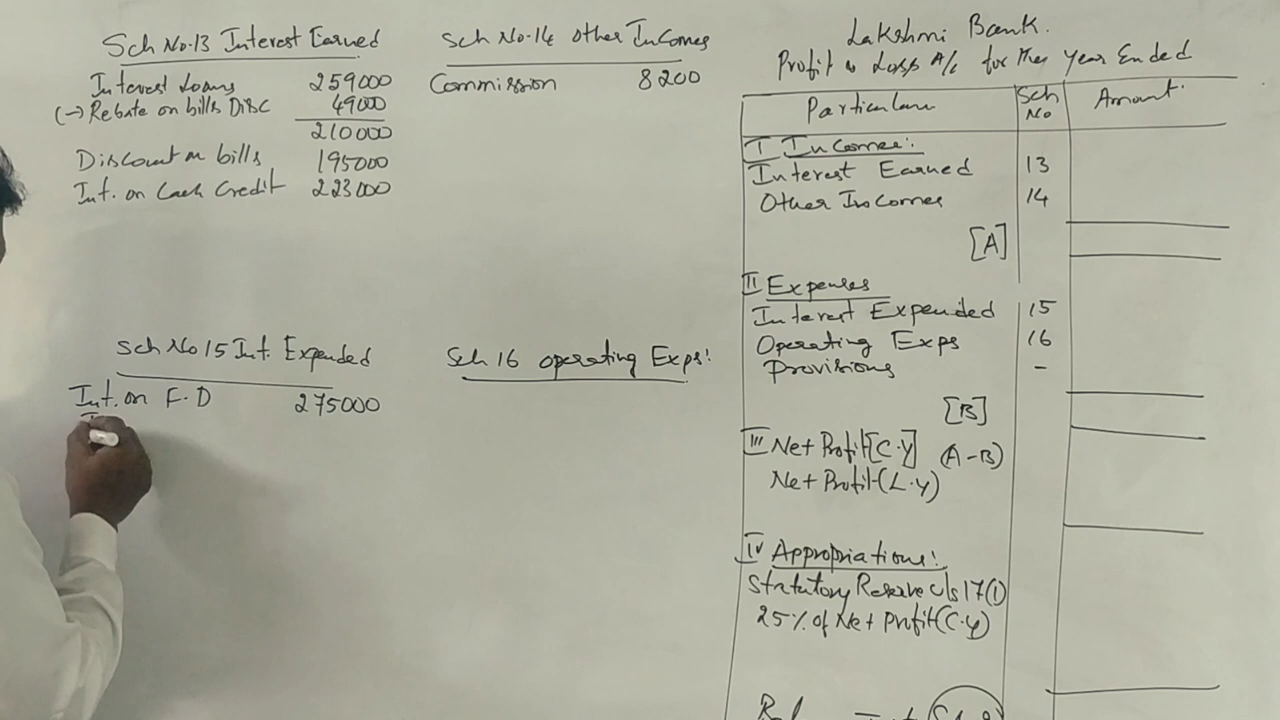 Sch No.13 Interest Earned
Interest Loans 259000
(-) Rebate on bills Disc 49000
210000
Discount on bills 195000
Int. on Cash Credit 223000
Sch No.14 Other Incomes
Commission 8200
Sch No 15 Int. Expended
Int. on F.D 275000
Sch 16 operating Exps:
Lakshmi Bank.
Profit & Loss A/c for the Year Ended
Particulars Sch No Amount.
I Incomes:
Interest Earned 13
Other Incomes 14
[A]
II Expenses
Interest Expended 15
Operating Exps 16
Provisions -
[B]
III Net Profit [C.Y] (A-B)
Net Profit (L.Y)
IV Appropriations:
Statutory Reserve u/s 17(1)
25% of Net Profit (C.Y)